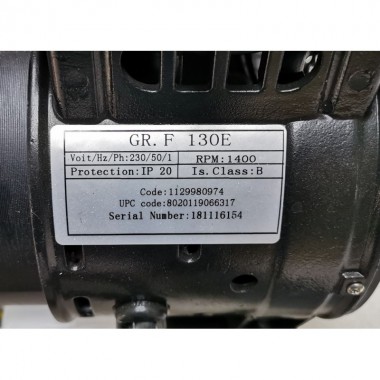 GR.F 130E
Voit/Hz/Ph:230/50/1 RPM:1400
Protection:IP 20 Is.Class:B
Code:1129980974
UPC code:8020119066317
Serial Number:181116154